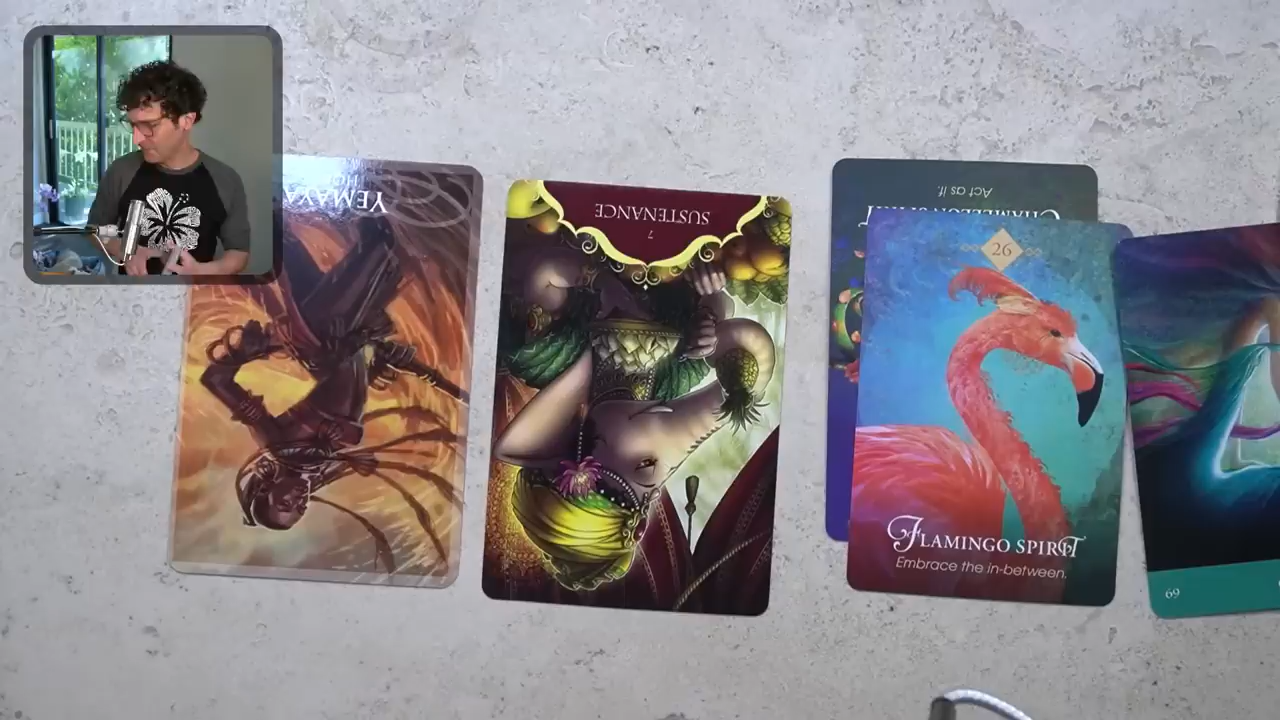 YEMAYA
7
SUSTENANCE
Act as if.
26
FLAMINGO SPIRIT
Embrace the in-between.
69